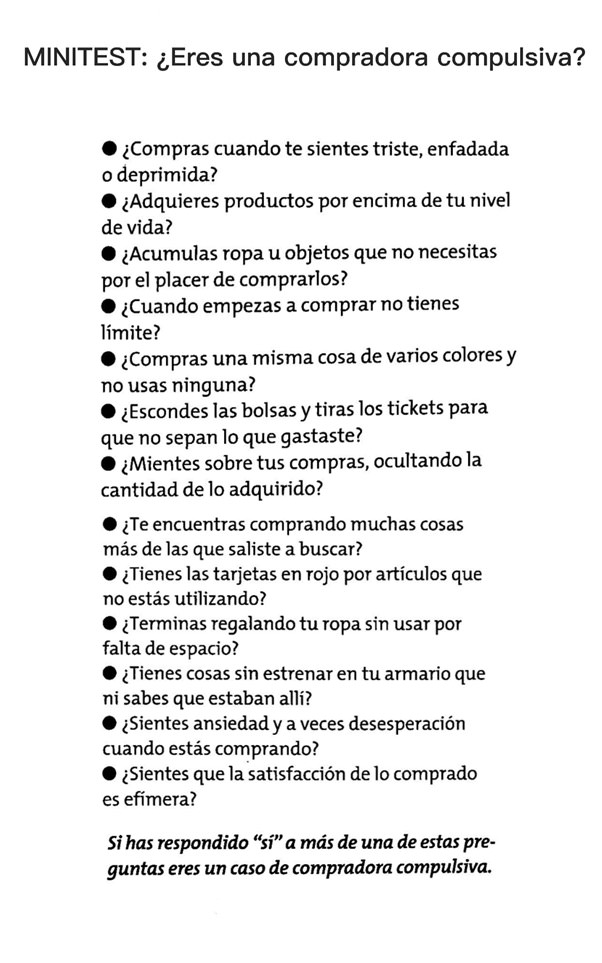 MINITEST: ¿Eres una compradora compulsiva?
● ¿Compras cuando te sientes triste, enfadada
o deprimida?
● ¿Adquieres productos por encima de tu nivel
de vida?
● ¿Acumulas ropa u objetos que no necesitas
por el placer de comprarlos?
● ¿Cuando empezas a comprar no tienes
límite?
● ¿Compras una misma cosa de varios colores y
no usas ninguna?
● ¿Escondes las bolsas y tiras los tickets para
que no sepan lo que gastaste?
● ¿Mientes sobre tus compras, ocultando la
cantidad de lo adquirido?
● ¿Te encuentras comprando muchas cosas
más de las que saliste a buscar?
● ¿Tienes las tarjetas en rojo por artículos que
no estás utilizando?
● ¿Terminas regalando tu ropa sin usar por
falta de espacio?
● ¿Tienes cosas sin estrenar en tu armario que
ni sabes que estaban allí?
● ¿Sientes ansiedad y a veces desesperación
cuando estás comprando?
● ¿Sientes que la satisfacción de lo comprado
es efímera?
Si has respondido “sí” a más de una de estas pre-
guntas eres un caso de compradora compulsiva.